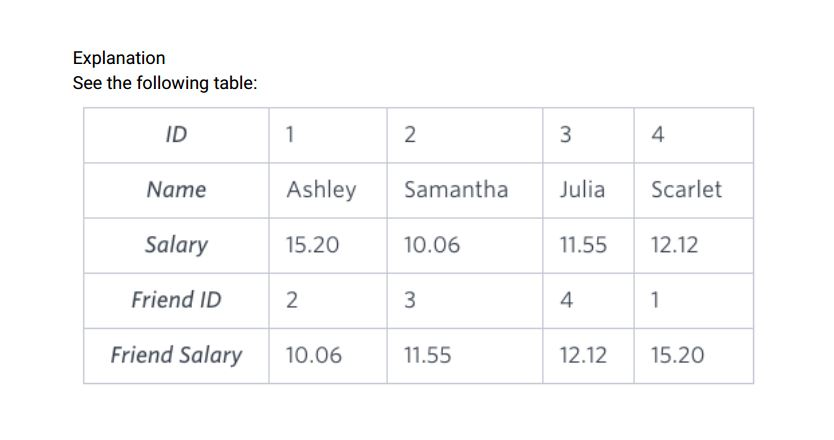 Explanation
See the following table:
ID 1 2 3 4
Name Ashley Samantha Julia Scarlet
Salary 15.20 10.06 11.55 12.12
Friend ID 2 3 4 1
Friend Salary 10.06 11.55 12.12 15.20